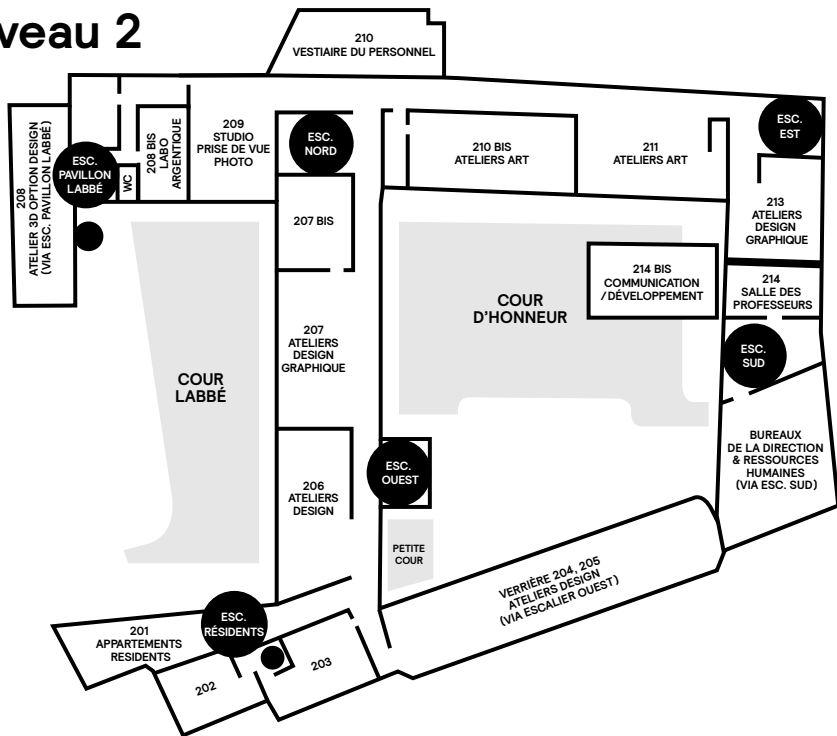 veau 2
210
VESTIAIRE DU PERSONNEL
208
ATELIER 3D OPTION DESIGN
(VIA ESC. PAVILLON LABBÉ)
ESC.
PAVILLON
LABBÉ
WC
208 BIS
LABO
ARGENTIQUE
209
STUDIO
PRISE DE VUE
PHOTO
ESC.
NORD
210 BIS
ATELIERS ART
211
ATELIERS ART
ESC.
EST
207 BIS
213
ATELIERS
DESIGN
GRAPHIQUE
214 BIS
COMMUNICATION
/DÉVELOPPEMENT
214
SALLE DES
PROFESSEURS
COUR
D'HONNEUR
207
ATELIERS
DESIGN
GRAPHIQUE
ESC.
SUD
COUR
LABBÉ
BUREAUX
DE LA DIRECTION
& RESSOURCES
HUMAINES
(VIA ESC. SUD)
ESC.
OUEST
206
ATELIERS
DESIGN
PETITE
COUR
VERRIÈRE 204, 205
ATELIERS DESIGN
(VIA ESCALIER OUEST)
ESC.
RÉSIDENTS
201
APPARTEMENTS
RESIDENTS
202
203